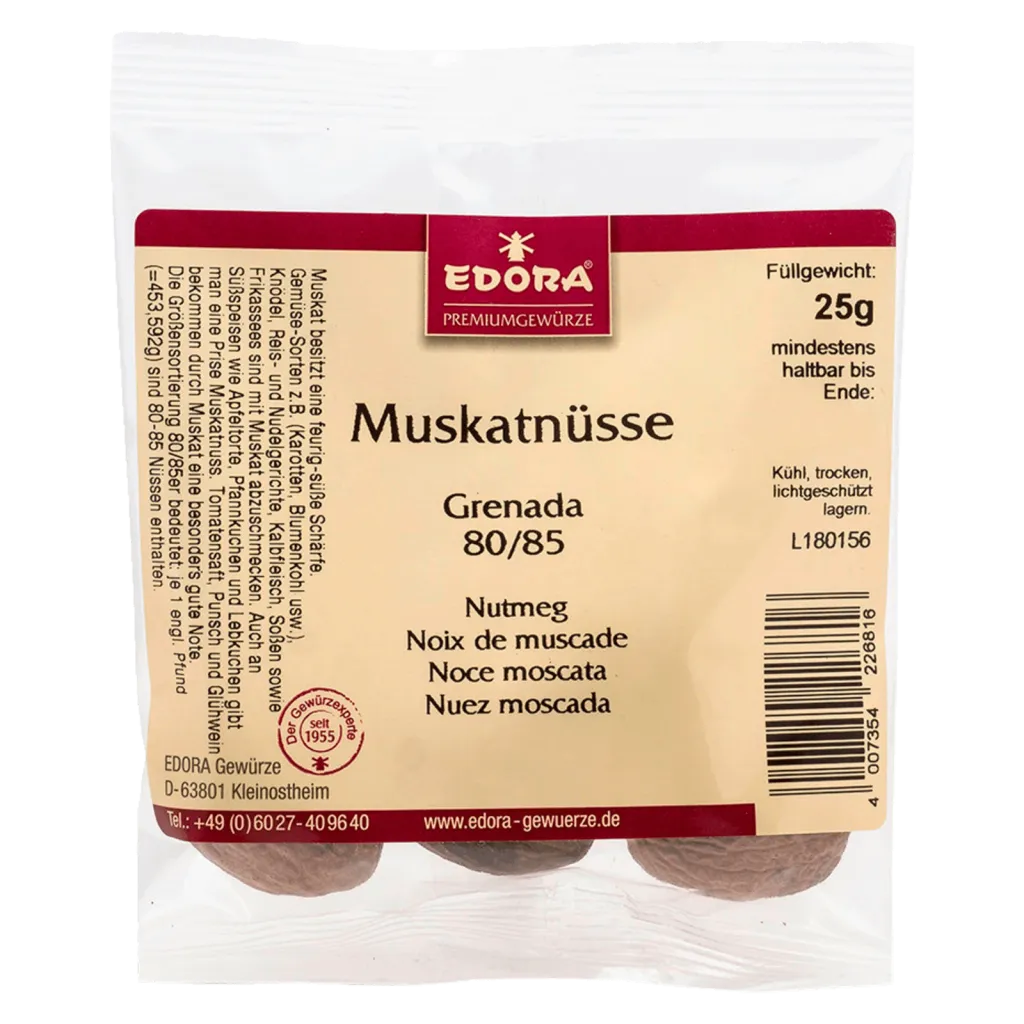 EDORA®
PREMIUMGEWÜRZE
Muskatnüsse
Grenada
80/85
Nutmeg
Noix de muscade
Noce moscata
Nuez moscada
Füllgewicht:
25g
mindestens
haltbar bis
Ende:
Kühl, trocken,
lichtgeschützt
lagern.
L180156
4 007354 226816
Muskat besitzt eine feurig-süße Schärfe.
Gemüse-Sorten z.B. (Karotten, Blumenkohl usw.),
Knödel, Reis- und Nudelgerichte, Kalbfleisch, Soßen sowie
Frikassees sind mit Muskat abzuschmecken. Auch an
Süßspeisen wie Apfeltorte, Pfannkuchen und Lebkuchen gibt
man eine Prise Muskatnuss. Tomatensaft, Punsch und Glühwein
bekommen durch Muskat eine besonders gute Note.
Die Größensortierung 80/85er bedeutet: je 1 engl. Pfund
(=453,592g) sind 80-85 Nüssen enthalten.
Der Gewürzexperte
seit
1955
EDORA Gewürze
D-63801 Kleinostheim
Tel.: +49 (0)6027-409640
www.edora-gewuerze.de